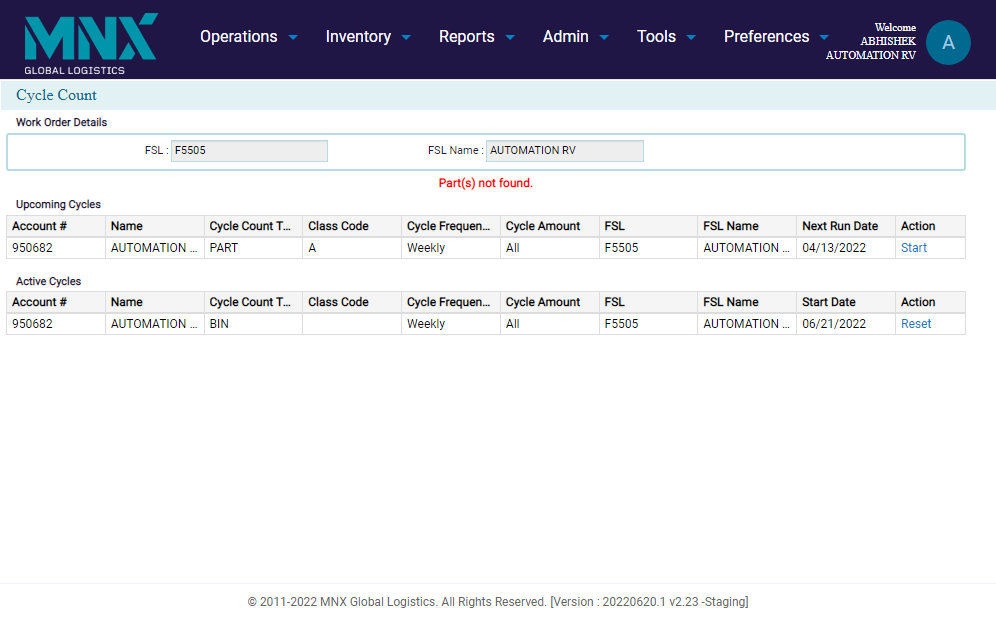 MNX
GLOBAL LOGISTICS
Operations Inventory Reports Admin Tools Preferences
Welcome
ABHISHEK
AUTOMATION RV
A
Cycle Count
Work Order Details
FSL : F5505 FSL Name : AUTOMATION RV
Part(s) not found.
Upcoming Cycles
Account # Name Cycle Count T... Class Code Cycle Frequen... Cycle Amount FSL FSL Name Next Run Date Action
950682 AUTOMATION ... PART A Weekly All F5505 AUTOMATION ... 04/13/2022 Start
Active Cycles
Account # Name Cycle Count T... Class Code Cycle Frequen... Cycle Amount FSL FSL Name Start Date Action
950682 AUTOMATION ... BIN Weekly All F5505 AUTOMATION ... 06/21/2022 Reset
© 2011-2022 MNX Global Logistics. All Rights Reserved. [Version : 20220620.1 v2.23 -Staging]